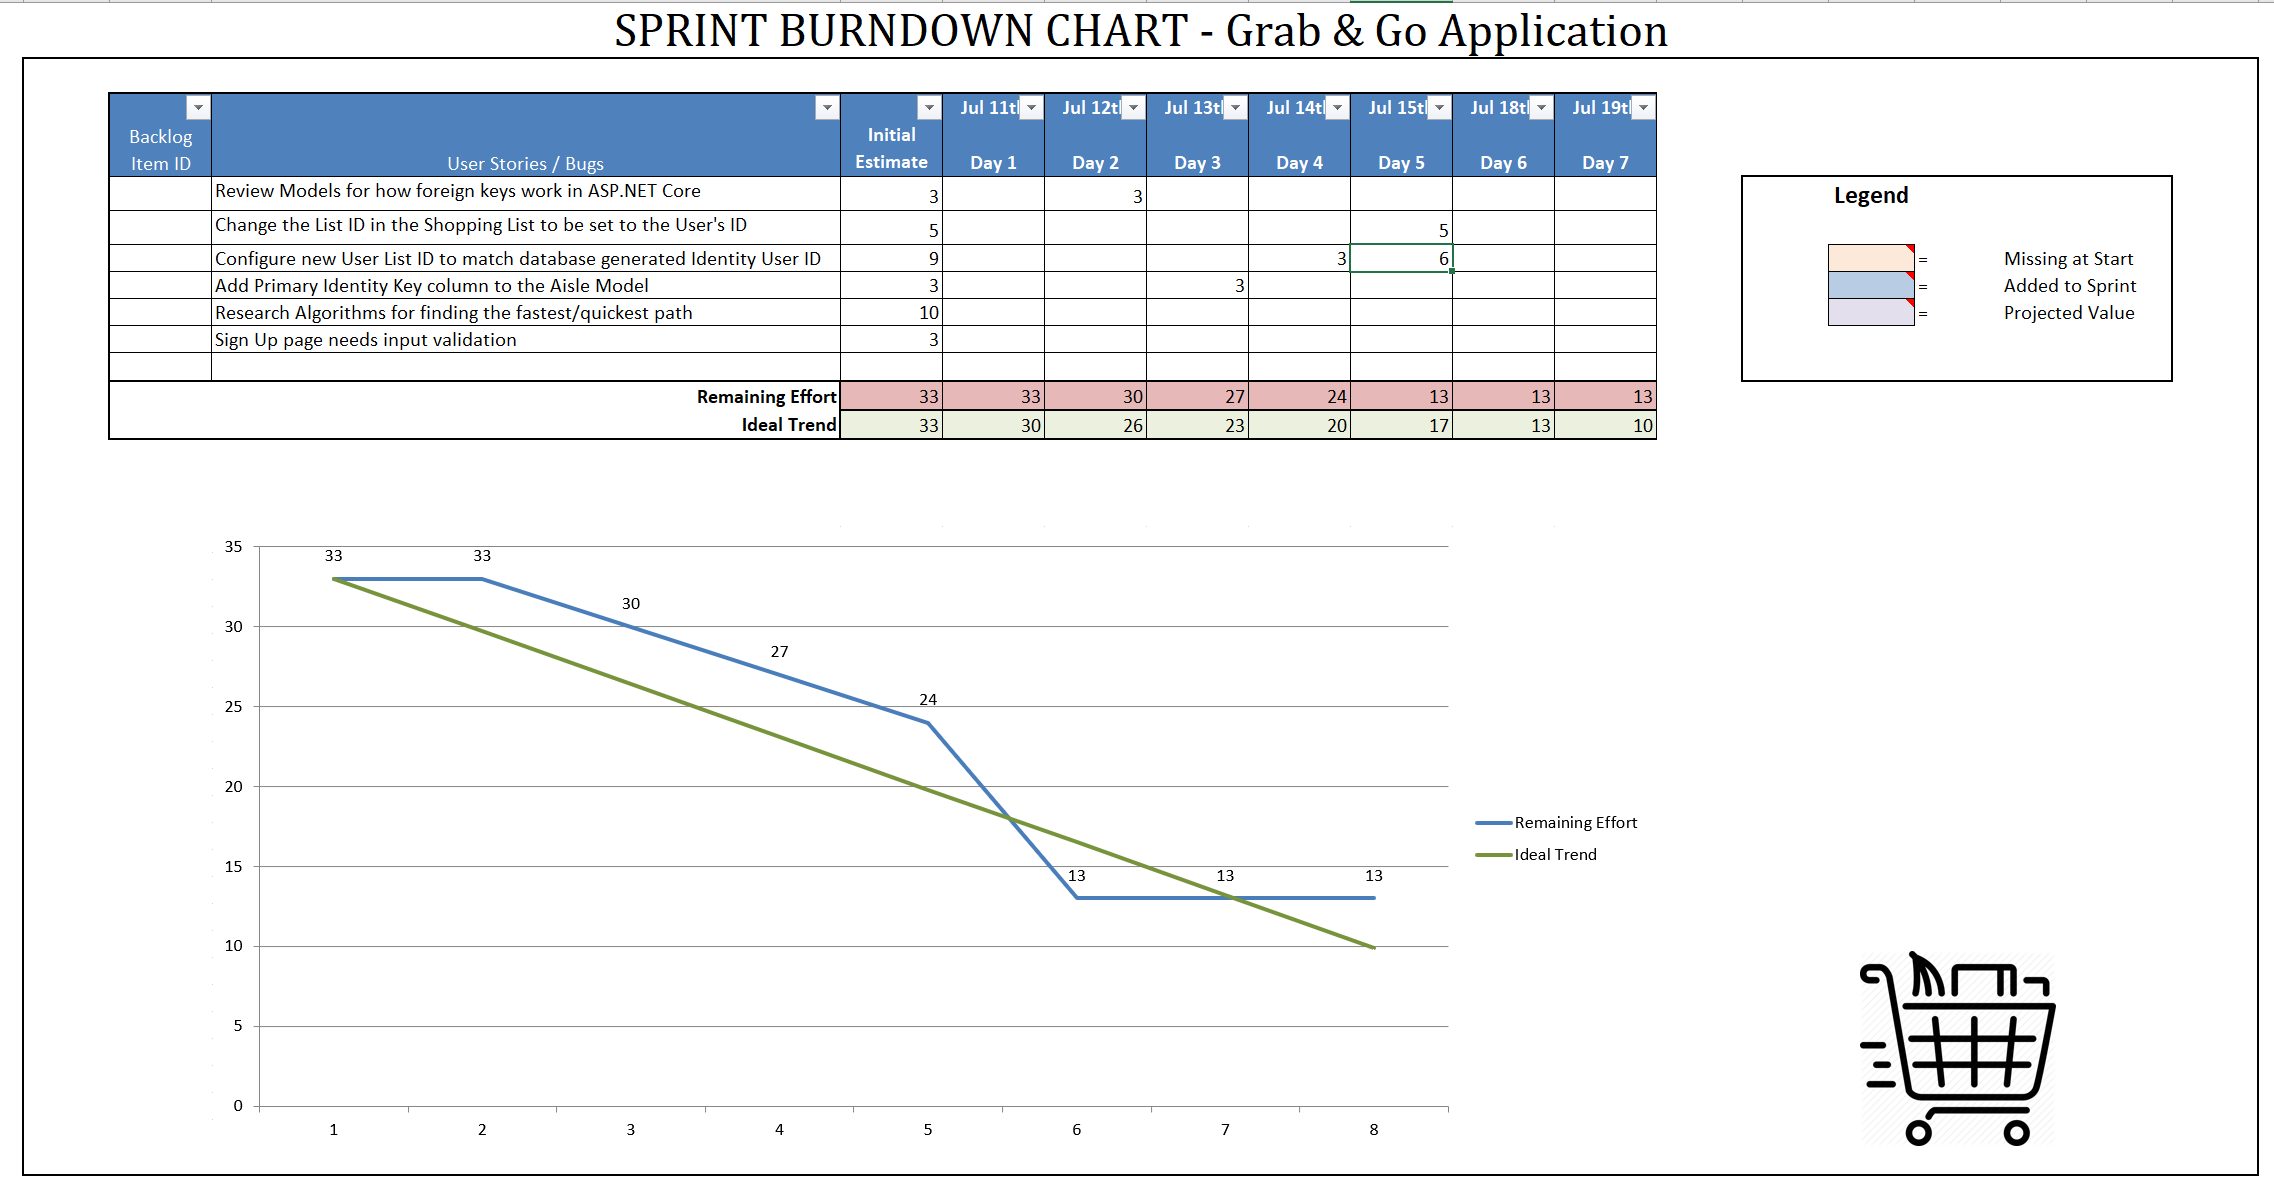 SPRINT BURNDOWN CHART - Grab & Go Application
Backlog Item ID User Stories / Bugs Initial Estimate Jul 11t Day 1 Jul 12t Day 2 Jul 13t Day 3 Jul 14t Day 4 Jul 15t Day 5 Jul 18t Day 6 Jul 19t Day 7
Review Models for how foreign keys work in ASP.NET Core 3 3
Change the List ID in the Shopping List to be set to the User's ID 5 5
Configure new User List ID to match database generated Identity User ID 9 3 6
Add Primary Identity Key column to the Aisle Model 3 3
Research Algorithms for finding the fastest/quickest path 10
Sign Up page needs input validation 3
Remaining Effort 33 33 30 27 24 13 13 13
Ideal Trend 33 30 26 23 20 17 13 10
Legend
= Missing at Start
= Added to Sprint
= Projected Value
35
30
25
20
15
10
5
0
33 33 30 27 24 13 13 13
1 2 3 4 5 6 7 8
Remaining Effort
Ideal Trend